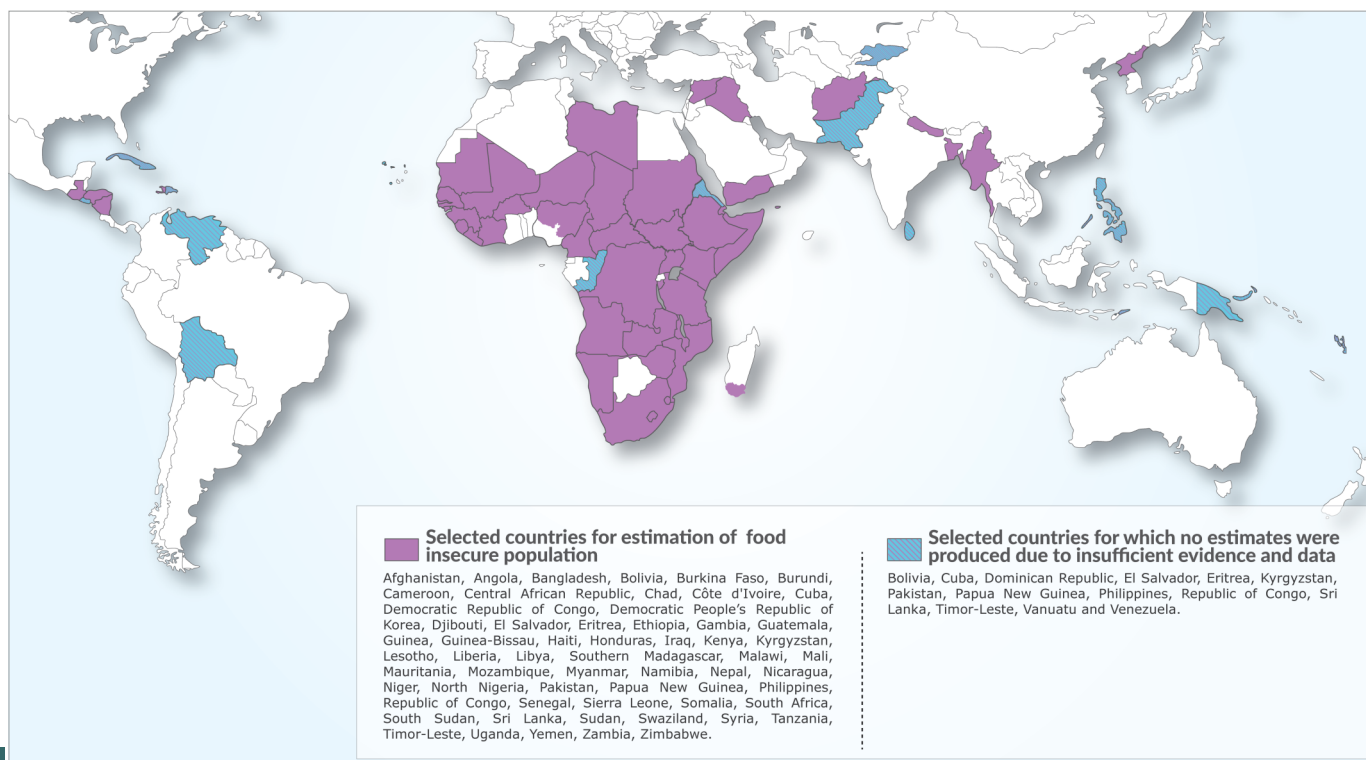 Selected countries for estimation of food
insecure population
Afghanistan, Angola, Bangladesh, Bolivia, Burkina Faso, Burundi,
Cameroon, Central African Republic, Chad, Côte d'Ivoire, Cuba,
Democratic Republic of Congo, Democratic People’s Republic of
Korea, Djibouti, El Salvador, Eritrea, Ethiopia, Gambia, Guatemala,
Guinea, Guinea-Bissau, Haiti, Honduras, Iraq, Kenya, Kyrgyzstan,
Lesotho, Liberia, Libya, Southern Madagascar, Malawi, Mali,
Mauritania, Mozambique, Myanmar, Namibia, Nepal, Nicaragua,
Niger, North Nigeria, Pakistan, Papua New Guinea, Philippines,
Republic of Congo, Senegal, Sierra Leone, Somalia, South Africa,
South Sudan, Sri Lanka, Sudan, Swaziland, Syria, Tanzania,
Timor-Leste, Uganda, Yemen, Zambia, Zimbabwe.
Selected countries for which no estimates were
produced due to insufficient evidence and data
Bolivia, Cuba, Dominican Republic, El Salvador, Eritrea, Kyrgyzstan,
Pakistan, Papua New Guinea, Philippines, Republic of Congo, Sri
Lanka, Timor-Leste, Vanuatu and Venezuela.